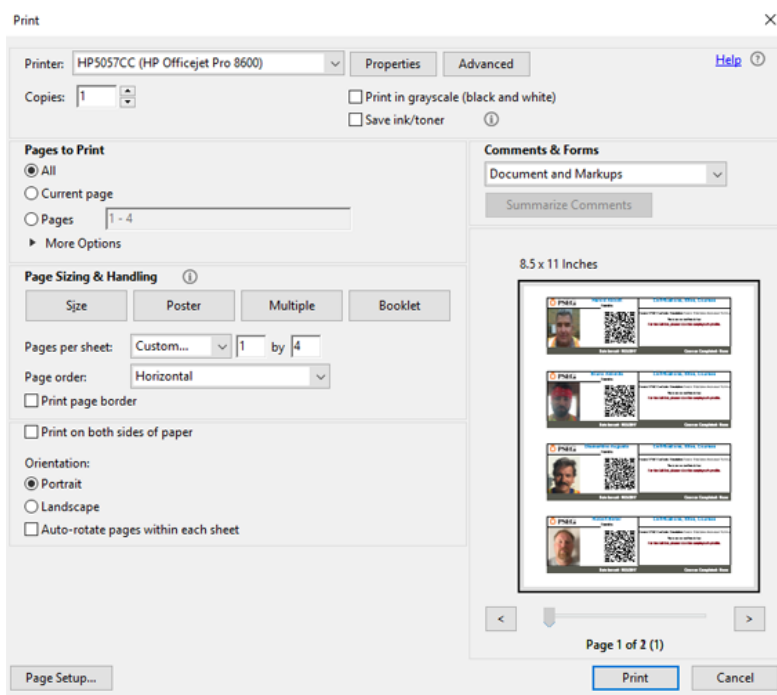 Print
Printer: HP5057CC (HP Officejet Pro 8600) Properties Advanced Help
Copies: 1
Print in grayscale (black and white)
Save ink/toner
Pages to Print
All
Current page
Pages 1 - 4
More Options
Comments & Forms
Document and Markups
Summarize Comments
Page Sizing & Handling
Size Poster Multiple Booklet
Pages per sheet: Custom... 1 by 4
Page order: Horizontal
Print page border
Print on both sides of paper
Orientation:
Portrait
Landscape
Auto-rotate pages within each sheet
8.5 x 11 Inches
PSEG
PSEG
PSEG
PSEG
< >
Page 1 of 2 (1)
Page Setup... Print Cancel